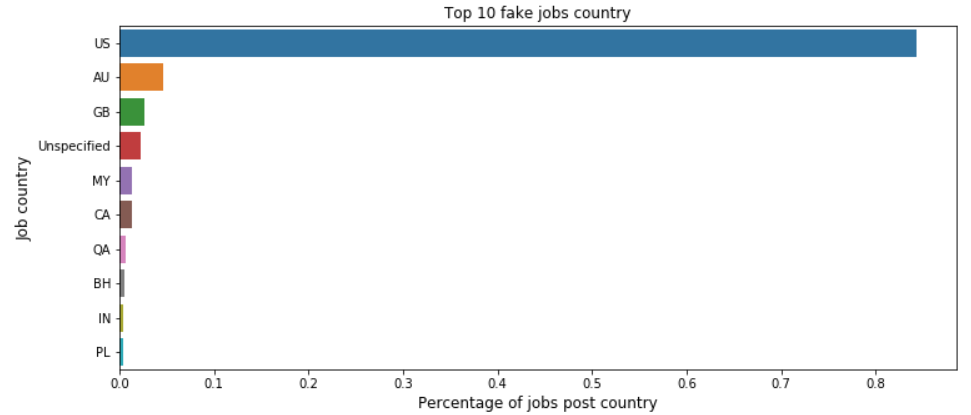 Top 10 fake jobs country
Job country
US
AU
GB
Unspecified
MY
CA
QA
BH
IN
PL
0.0 0.1 0.2 0.3 0.4 0.5 0.6 0.7 0.8
Percentage of jobs post country